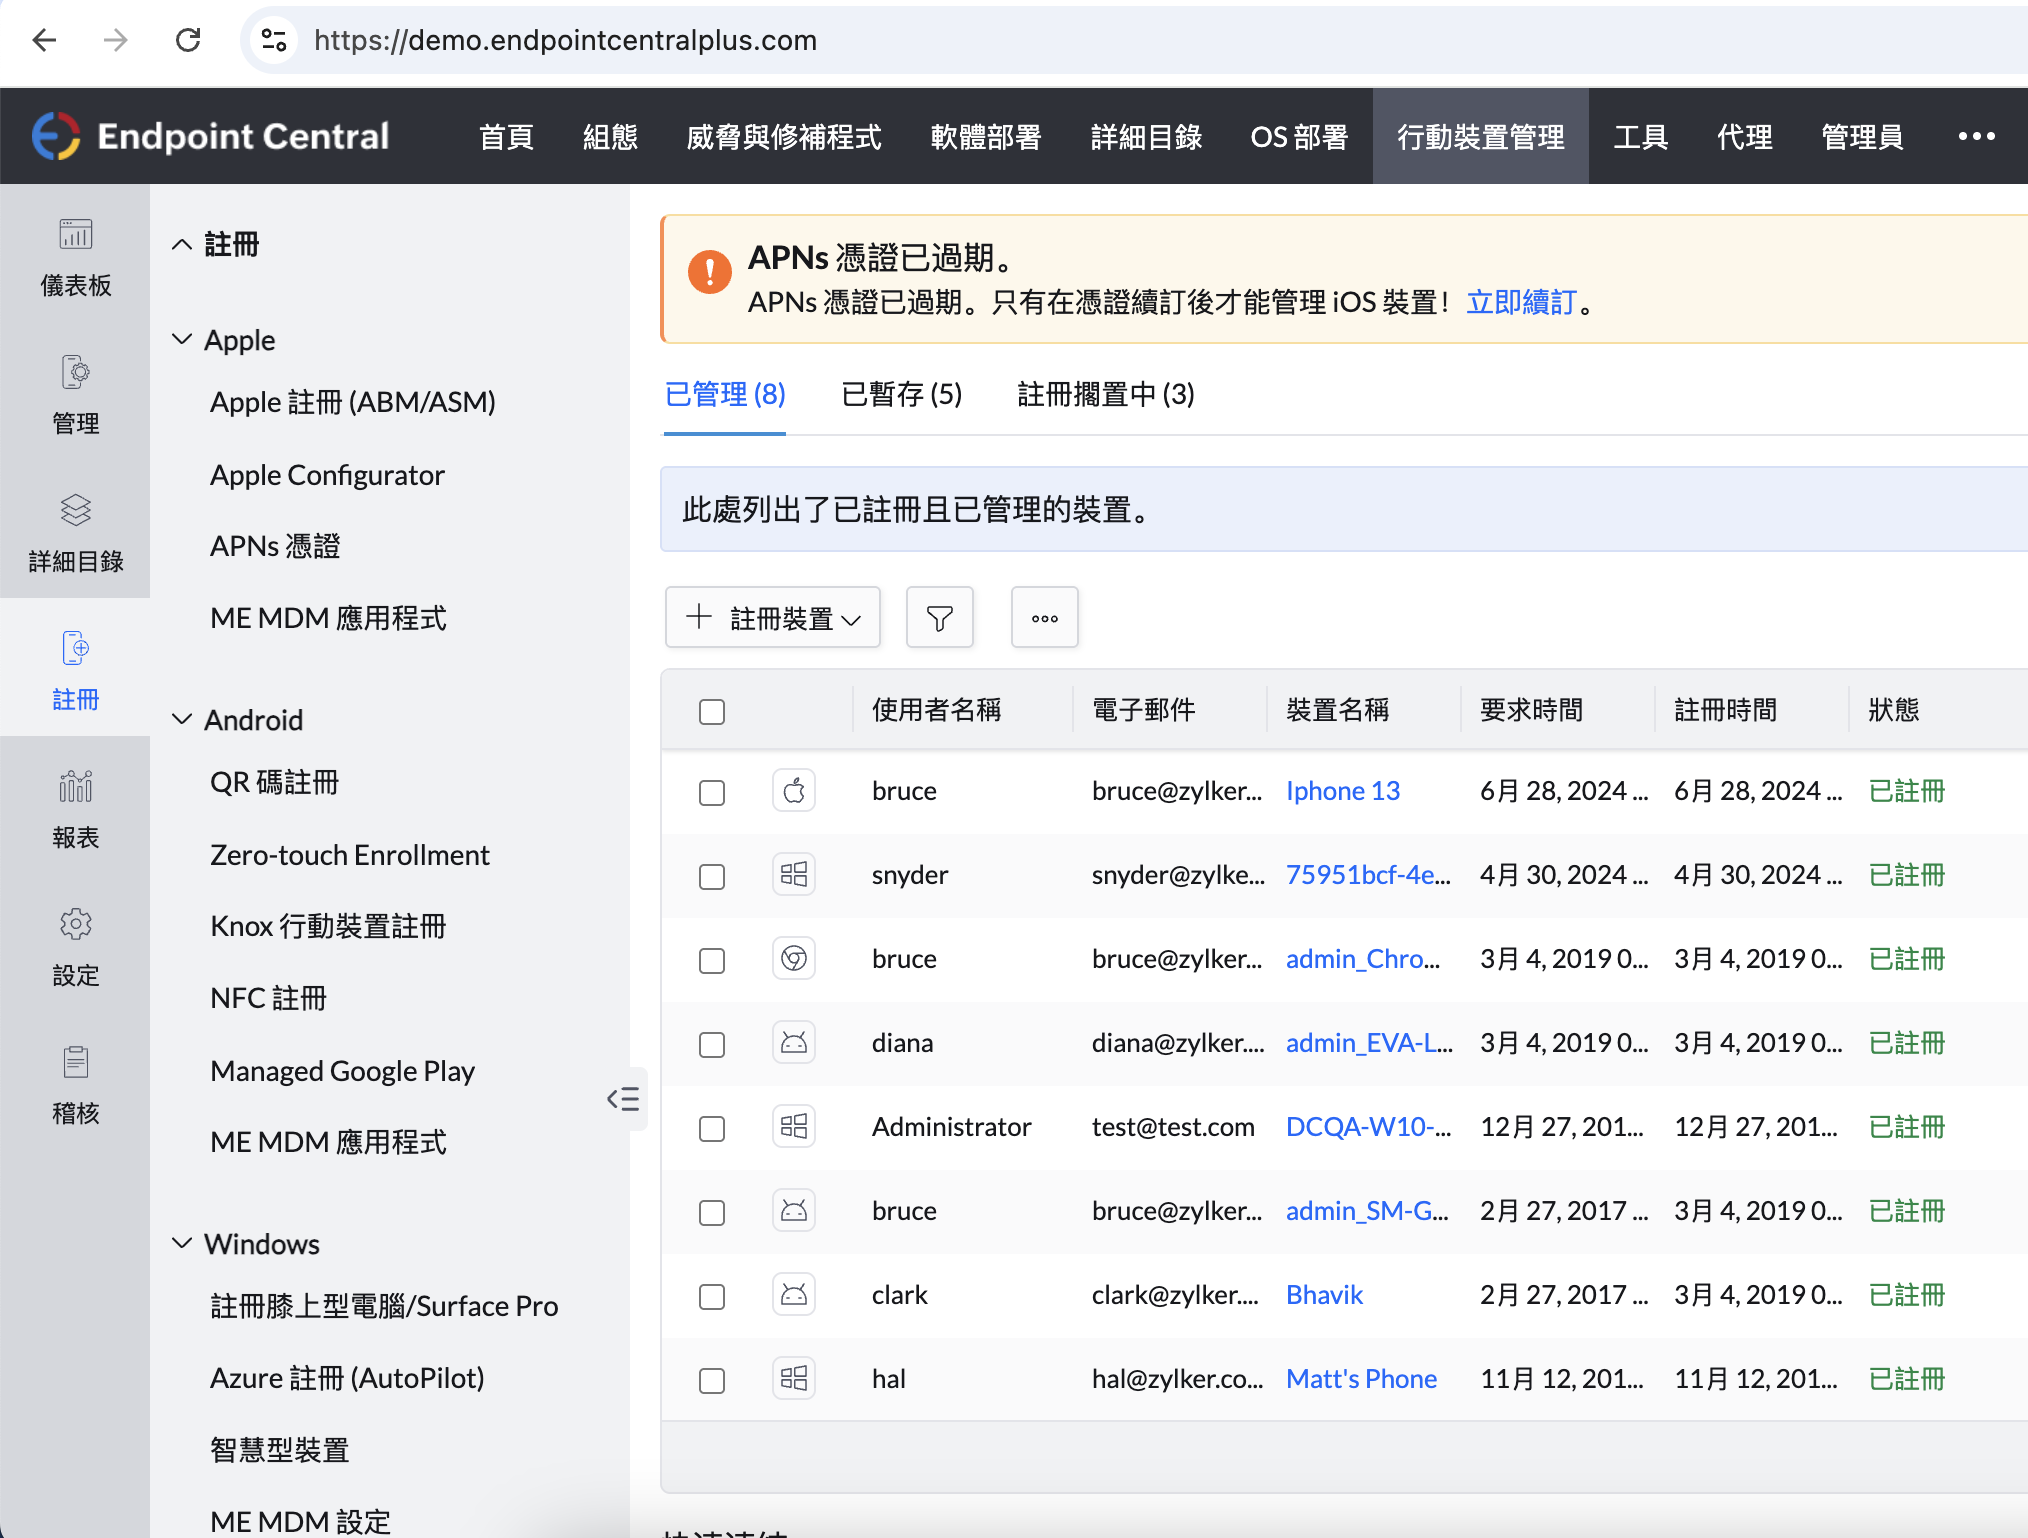 https://demo.endpointcentralplus.com
Endpoint Central 首頁 組態 威脅與修補程式 軟體部署 詳細目錄 OS 部署 行動裝置管理 工具 代理 管理員
儀表板
管理
詳細目錄
註冊
報表
設定
稽核
註冊
Apple
Apple 註冊 (ABM/ASM)
Apple Configurator
APNs 憑證
ME MDM 應用程式
Android
QR 碼註冊
Zero-touch Enrollment
Knox 行動裝置註冊
NFC 註冊
Managed Google Play
ME MDM 應用程式
Windows
註冊膝上型電腦/Surface Pro
Azure 註冊 (AutoPilot)
智慧型裝置
ME MDM 設定
APNs 憑證已過期。
APNs 憑證已過期。只有在憑證續訂後才能管理 iOS 裝置！ 立即續訂。
已管理 (8) 已暫存 (5) 註冊擱置中 (3)
此處列出了已註冊且已管理的裝置。
註冊裝置
使用者名稱 電子郵件 裝置名稱 要求時間 註冊時間 狀態
bruce bruce@zylker... Iphone 13 6月 28, 2024 ... 6月 28, 2024 ... 已註冊
snyder snyder@zylke... 75951bcf-4e... 4月 30, 2024 ... 4月 30, 2024 ... 已註冊
bruce bruce@zylker... admin_Chro... 3月 4, 2019 0... 3月 4, 2019 0... 已註冊
diana diana@zylker.... admin_EVA-L... 3月 4, 2019 0... 3月 4, 2019 0... 已註冊
Administrator test@test.com DCQA-W10-... 12月 27, 201... 12月 27, 201... 已註冊
bruce bruce@zylker... admin_SM-G... 2月 27, 2017 ... 3月 4, 2019 0... 已註冊
clark clark@zylker.... Bhavik 2月 27, 2017 ... 3月 4, 2019 0... 已註冊
hal hal@zylker.co... Matt's Phone 11月 12, 201... 11月 12, 201... 已註冊